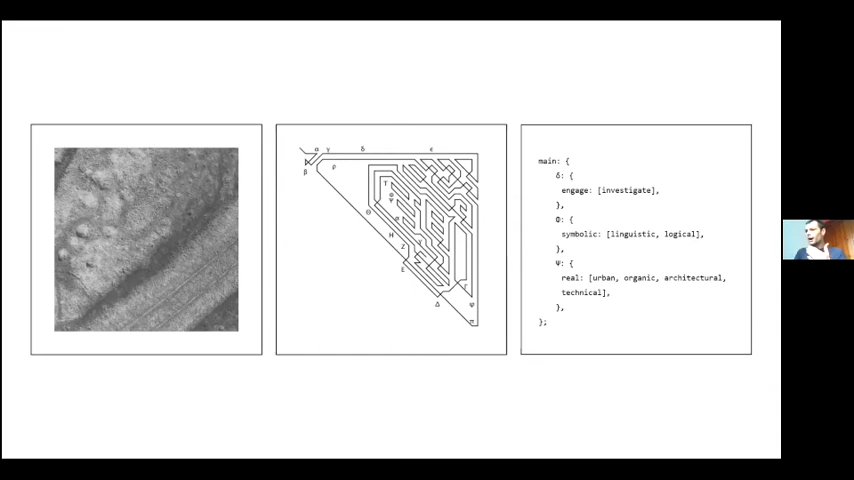 α γ δ ε
β
ρ
Τ
Ψ
Θ
Η
Ζ
Ε
Γ
Δ φ
π
main: {
δ: {
engage: [investigate],
},
Φ: {
symbolic: [linguistic, logical],
},
Ψ: {
real: [urban, organic, architectural,
technical],
},
};